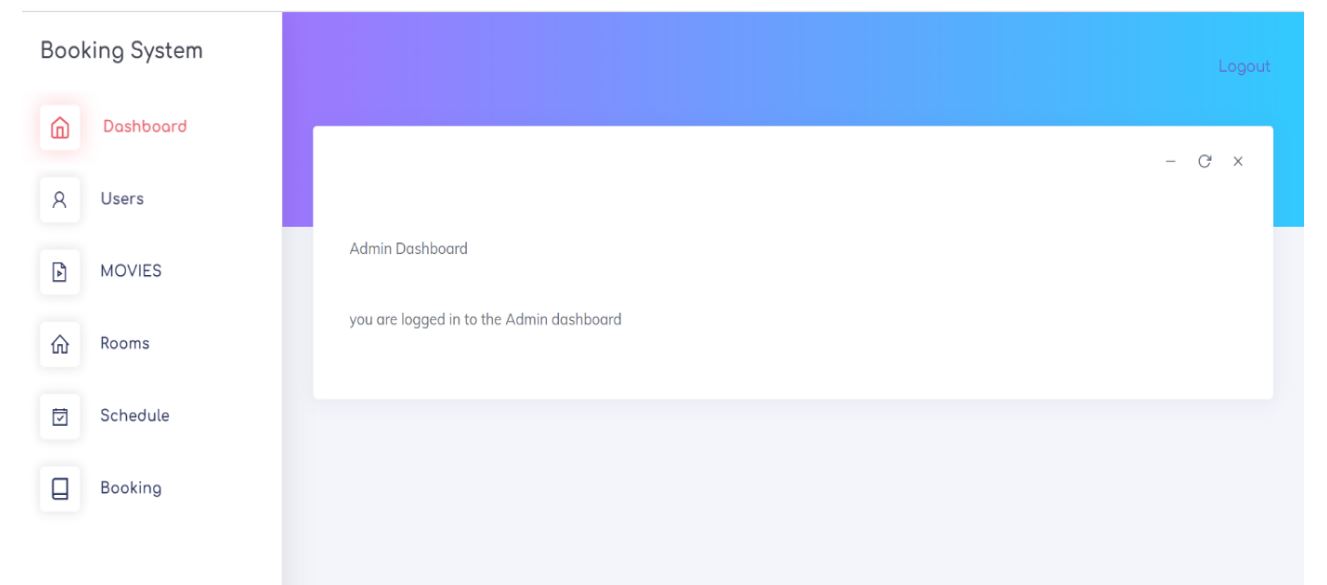 Booking System
Logout
Dashboard
Users
MOVIES
Rooms
Schedule
Booking
Admin Dashboard
you are logged in to the Admin dashboard